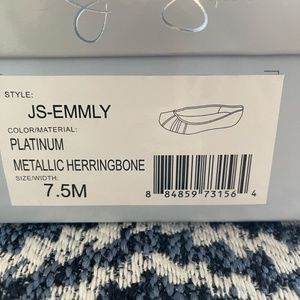 STYLE:
JS-EMMLY
COLOR/MATERIAL:
PLATINUM
METALLIC HERRINGBONE
SIZE/WIDTH:
7.5M
8 84859 73156 4